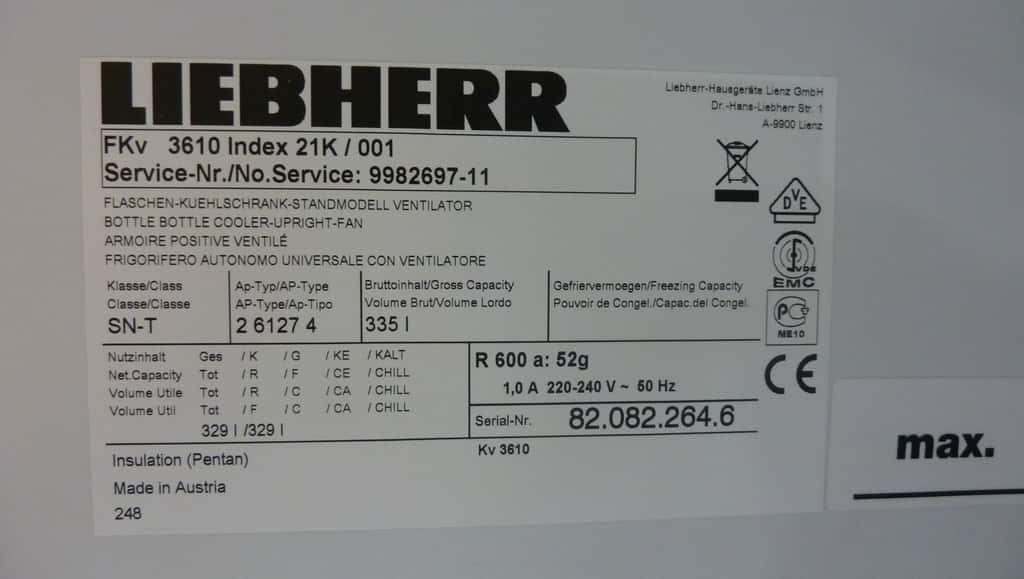 LIEBHERR
Liebherr-Hausgeräte Lienz GmbH
Dr.-Hans-Liebherr Str. 1
A-9900 Lienz
FKv 3610 Index 21K / 001
Service-Nr./No.Service: 9982697-11
FLASCHEN-KUEHLSCHRANK-STANDMODELL VENTILATOR
BOTTLE BOTTLE COOLER-UPRIGHT-FAN
ARMOIRE POSITIVE VENTILÉ
FRIGORIFERO AUTONOMO UNIVERSALE CON VENTILATORE
DVE
VDE
EMC
PC
ME10
CE
Klasse/Class
Classe/Classe
SN-T
Ap-Typ/AP-Type
AP-Type/Ap-Tipo
2 6127 4
Bruttoinhalt/Gross Capacity
Volume Brut/Volume Lordo
335 l
Gefriervermoegen/Freezing Capacity
Pouvoir de Congel./Capac.del Congel.
Nutzinhalt Ges / K / G / KE / KALT
Net.Capacity Tot / R / F / CE / CHILL
Volume Utile Tot / R / C / CA / CHILL
Volume Util Tot / F / C / CA / CHILL
329 l /329 l
R 600 a: 52g
1,0 A 220-240 V ~ 50 Hz
Serial-Nr. 82.082.264.6
Kv 3610
Insulation (Pentan)
Made in Austria
248
max.